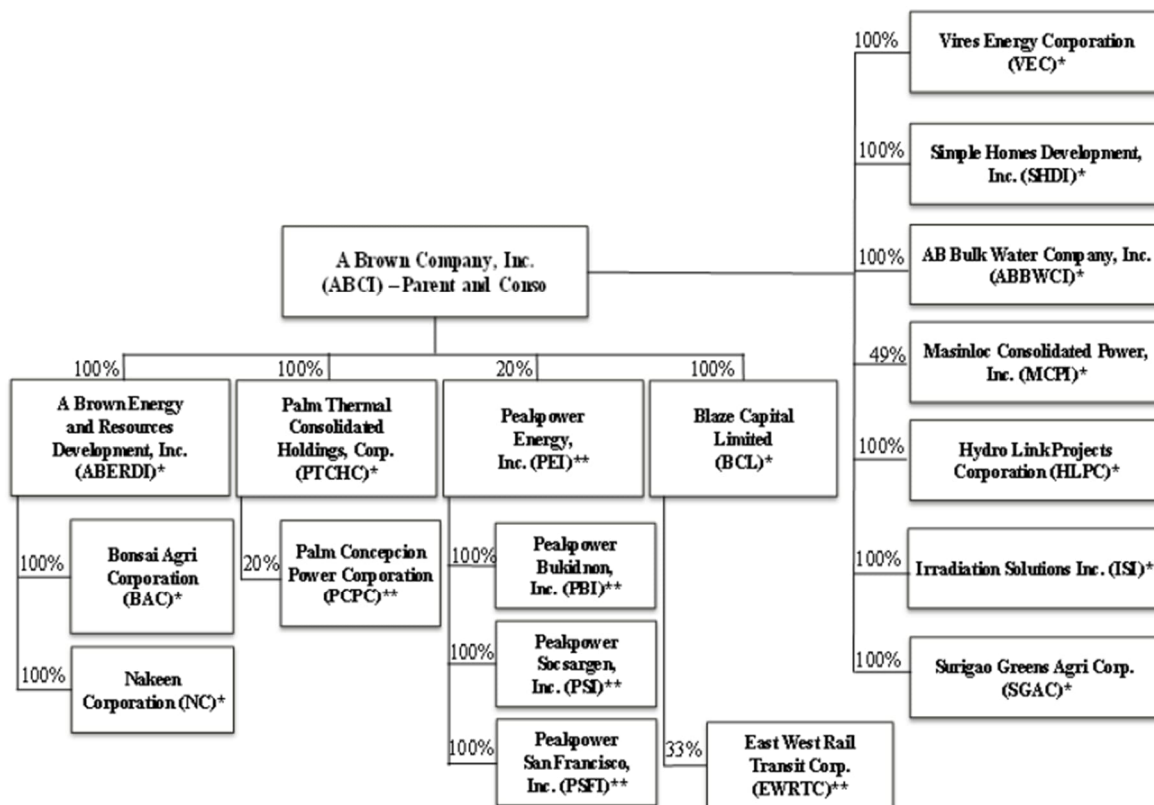 100%
Vires Energy Corporation
(VEC)*
100%
Simple Homes Development,
Inc. (SHDI)*
A Brown Company, Inc.
(ABCI) – Parent and Conso
100%
AB Bulk Water Company, Inc.
(ABBWCI)*
49%
Masinloc Consolidated Power,
Inc. (MCPI)*
100%
Hydro Link Projects
Corporation (HLPC)*
100%
Irradiation Solutions Inc. (ISI)*
100%
Surigao Greens Agri Corp.
(SGAC)*
100%
A Brown Energy
and Resources
Development, Inc.
(ABERDI)*
100%
Palm Thermal
Consolidated
Holdings, Corp.
(PTCHC)*
20%
Peakpower
Energy,
Inc. (PEI)**
100%
Blaze Capital
Limited
(BCL)*
100%
Bonsai Agri
Corporation
(BAC)*
100%
Nakeen
Corporation (NC)*
20%
Palm Concepcion
Power Corporation
(PCPC)**
100%
Peakpower
Bukidnon,
Inc. (PBI)**
100%
Peakpower
Socsargen,
Inc. (PSI)**
100%
Peakpower
San Francisco,
Inc. (PSFI)**
33%
East West Rail
Transit Corp.
(EWRTC)**